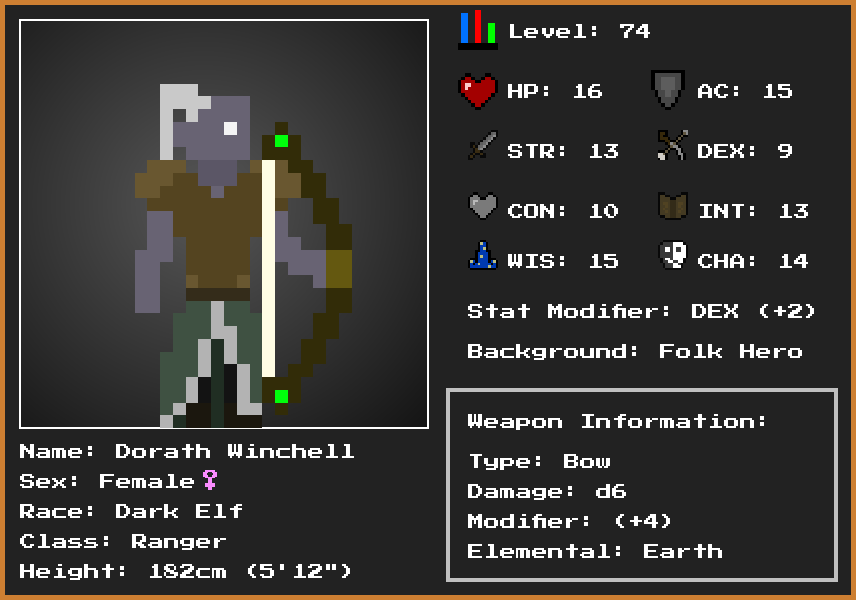 Level: 74
HP: 16 AC: 15
STR: 13 DEX: 9
CON: 10 INT: 13
WIS: 15 CHA: 14
Stat Modifier: DEX (+2)
Background: Folk Hero
Weapon Information:
Type: Bow
Damage: d6
Modifier: (+4)
Elemental: Earth
Name: Dorath Winchell
Sex: Female♀
Race: Dark Elf
Class: Ranger
Height: 182cm (5'12")